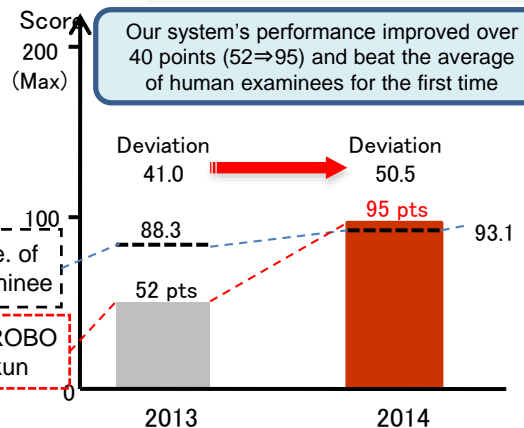 Score
200
(Max)
Our system's performance improved over
40 points (52⇒95) and beat the average
of human examinees for the first time
Deviation
41.0
Deviation
50.5
100
88.3
95 pts
93.1
e. of
minee
52 pts
ROBO
kun
0
2013
2014